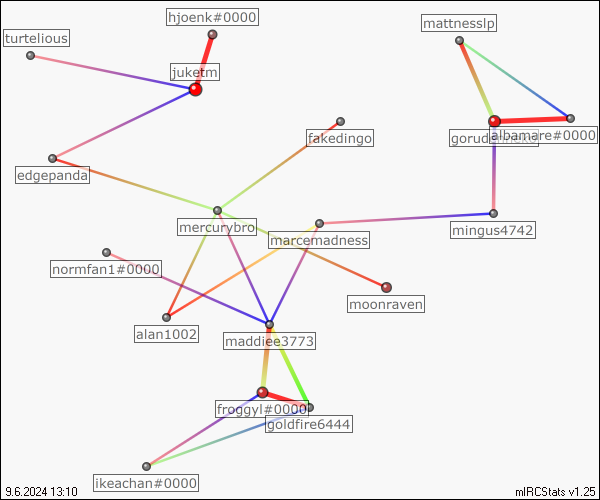 hjoenk#0000
mattnesslp
turtelious
juketm
fakedingo
albamare#0000
edgepanda
mercurybro
marcemadness
mingus4742
normfan1#0000
moonraven
alan1002
maddiee3773
froggyl#0000
goldfire6444
ikeachan#0000
9.6.2024 13:10
mIRCStats v1.25